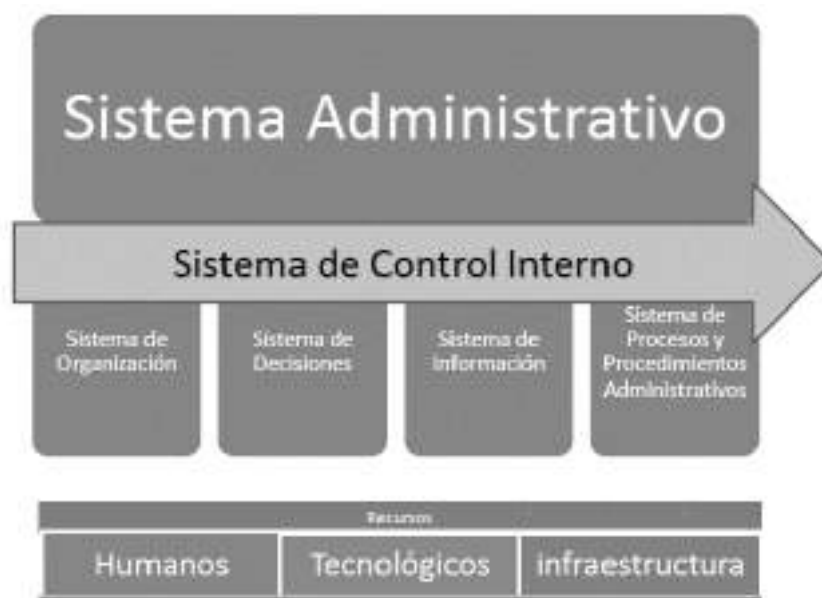 Sistema Administrativo
Sistema de Control Interno
Sistema de
Organización
Sistema de
Decisiones
Sistema de
Información
Sistema de
Procesos y
Procedimientos
Administrativos
Recursos
Humanos
Tecnológicos
infraestructura